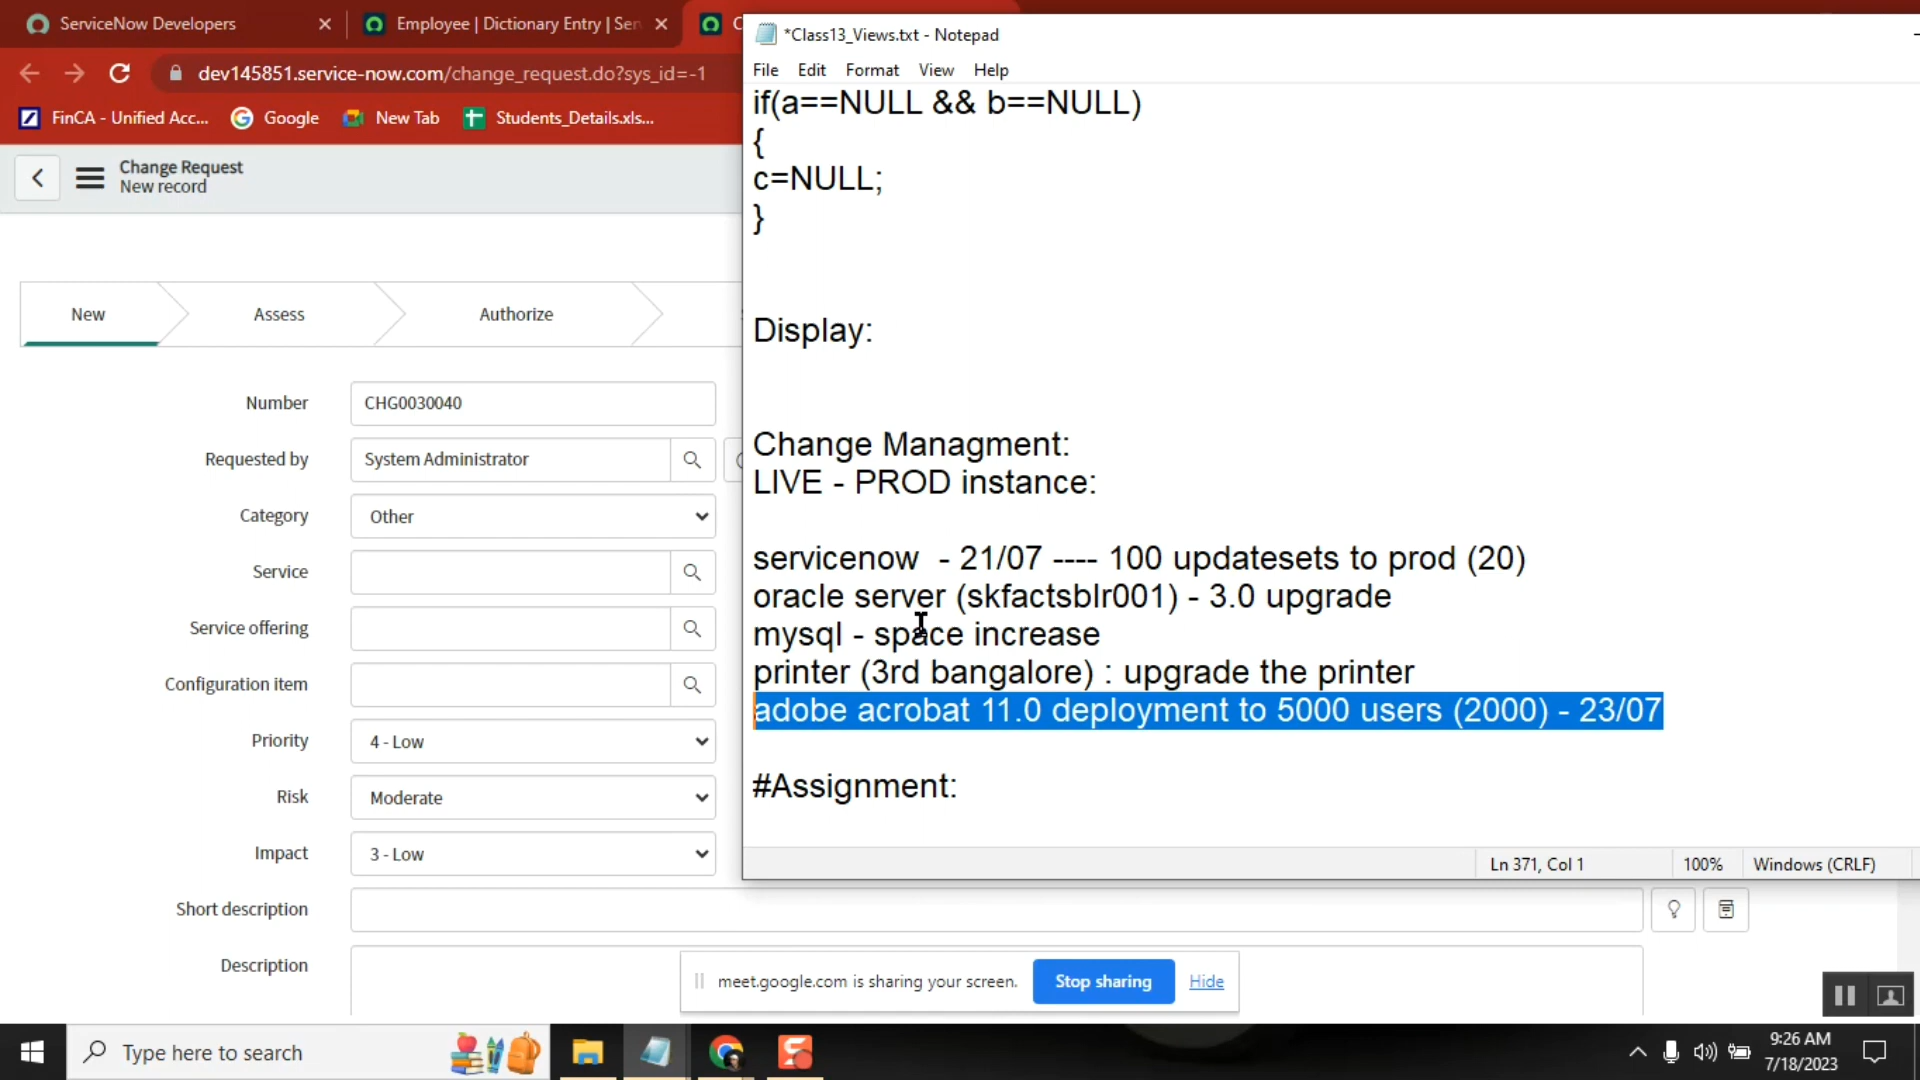 ServiceNow Developers
Employee | Dictionary Entry | Ser
C
*Class13_Views.txt - Notepad
dev145851.service-now.com/change_request.do?sys_id=-1
File Edit Format View Help
FinCA - Unified Acc...
Google
New Tab
Students_Details.xls...
if(a==NULL && b==NULL)
{
c=NULL;
}
Display:
Change Managment:
LIVE - PROD instance:
servicenow  - 21/07 ---- 100 updatesets to prod (20)
oracle server (skfactsblr001) - 3.0 upgrade
mysql - space increase
printer (3rd bangalore) : upgrade the printer
adobe acrobat 11.0 deployment to 5000 users (2000) - 23/07
#Assignment:
Ln 371, Col 1
100%
Windows (CRLF)
Change Request
New record
New
Assess
Authorize
Number CHG0030040
Requested by System Administrator
Category Other
Service
Service offering
Configuration item
Priority 4 - Low
Risk Moderate
Impact 3 - Low
Short description
Description
meet.google.com is sharing your screen. Stop sharing Hide
Type here to search
9:26 AM
7/18/2023